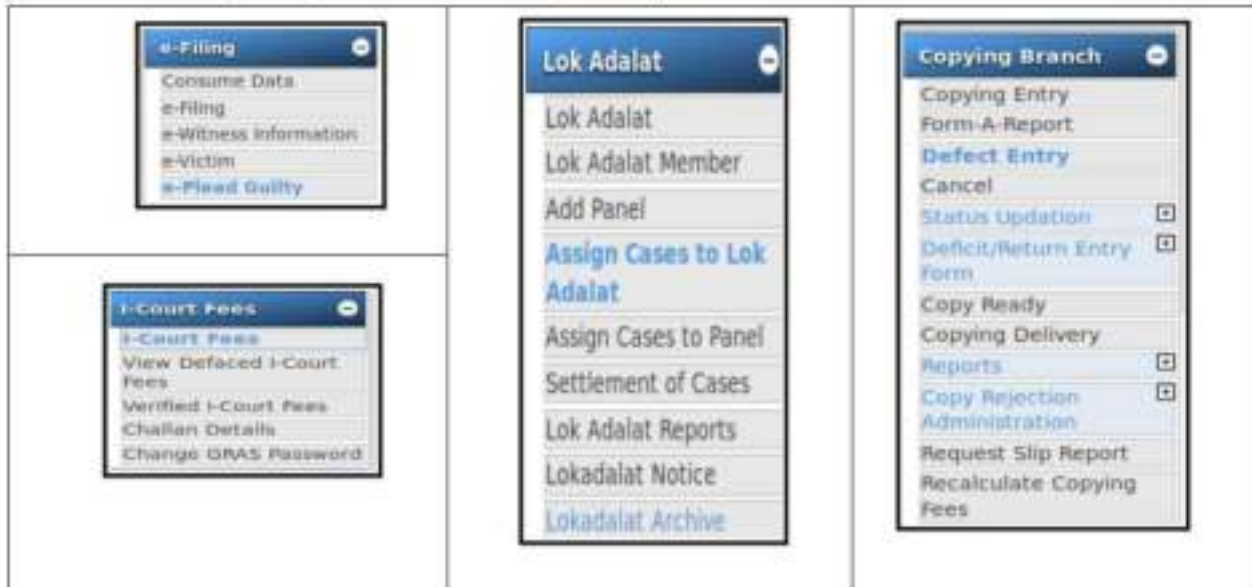 e-Filing
Consume Data
e-Filing
e-Witness Information
e-Victim
e-Plead Guilty
I-Court Fees
I-Court Fees
View Defaced I-Court
Fees
Verified I-Court Fees
Challan Details
Change GRAS Password
Lok Adalat
Lok Adalat
Lok Adalat Member
Add Panel
Assign Cases to Lok
Adalat
Assign Cases to Panel
Settlement of Cases
Lok Adalat Reports
Lokadalat Notice
Lokadalat Archive
Copying Branch
Copying Entry
Form-A-Report
Defect Entry
Cancel
Status Updation
Deficit/Return Entry
Form
Copy Ready
Copying Delivery
Reports
Copy Rejection
Administration
Request Slip Report
Recalculate Copying
Fees